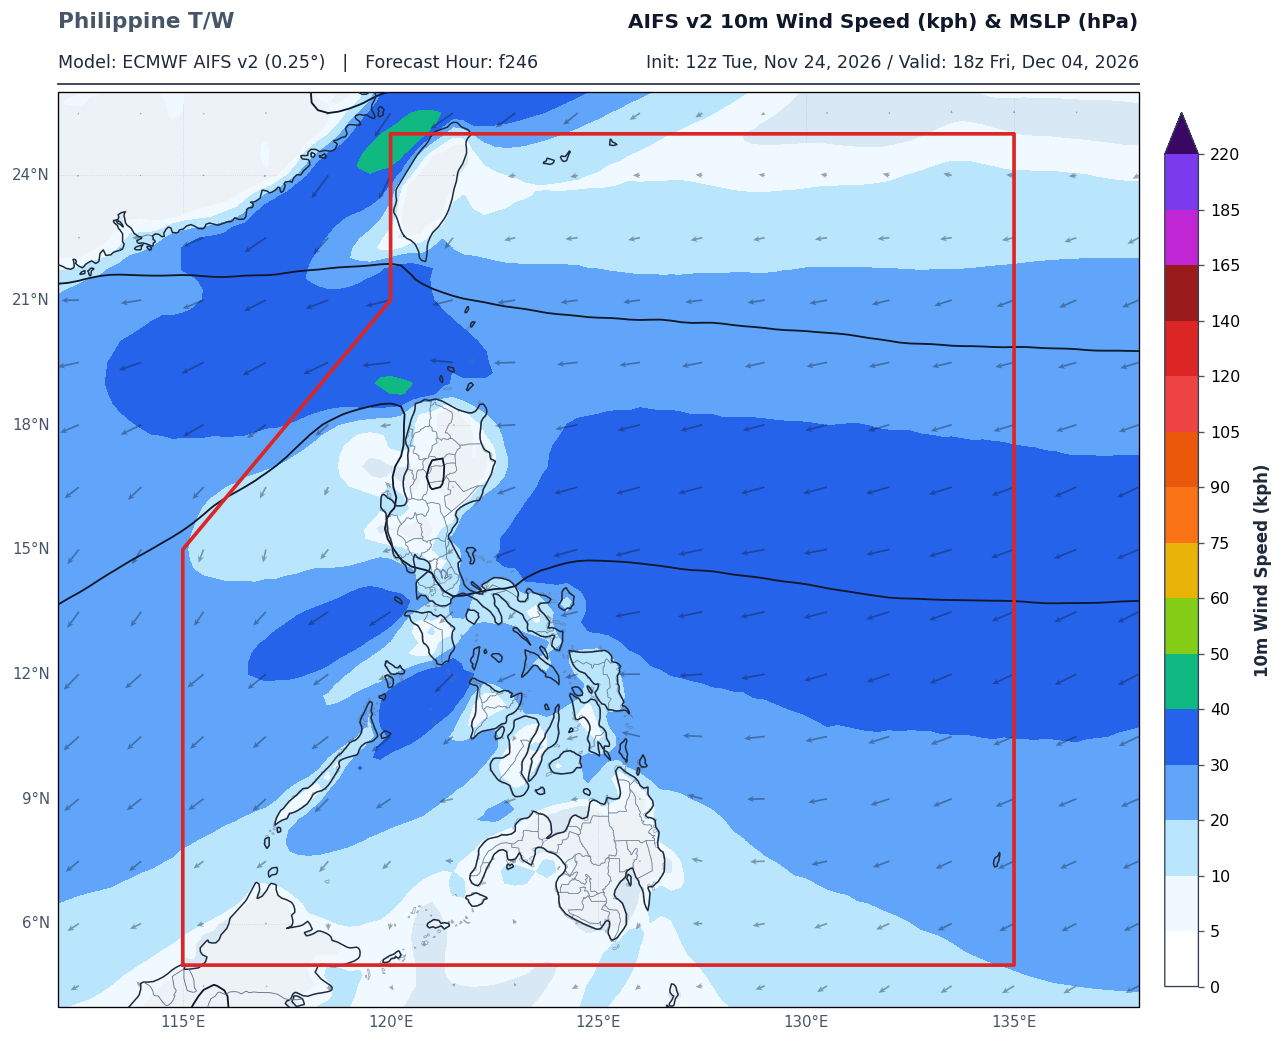 Philippine T/W
AIFS v2 10m Wind Speed (kph) & MSLP (hPa)
Model: ECMWF AIFS v2 (0.25°) | Forecast Hour: f246
Init: 12z Tue, Nov 24, 2026 / Valid: 18z Fri, Dec 04, 2026
24°N
21°N
18°N
15°N
12°N
9°N
6°N
115°E
120°E
125°E
130°E
135°E
220
185
165
140
120
105
90
75
60
50
40
30
20
10
5
0
10m Wind Speed (kph)